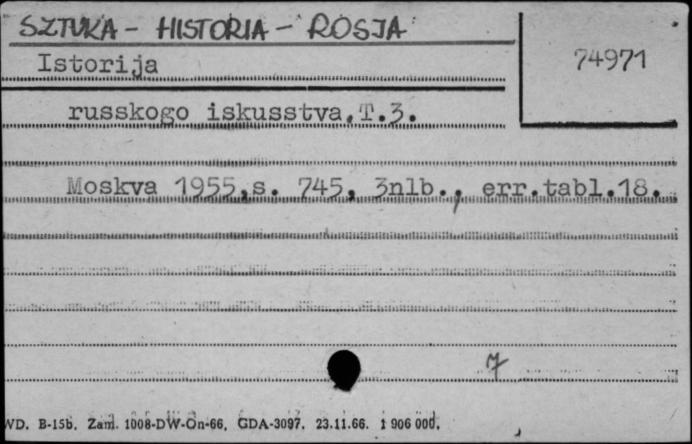 SZTUKA - HISTORIA - ROSJA
74971
Istorija
russkogo iskusstva.T.3.
Moskva 1955,s. 745, 3nlb., err.tabl.18.
7
WD. B-15b. Zam. 1008-DW-On-66. GDA-3097. 23.11.66. 1 906 000.